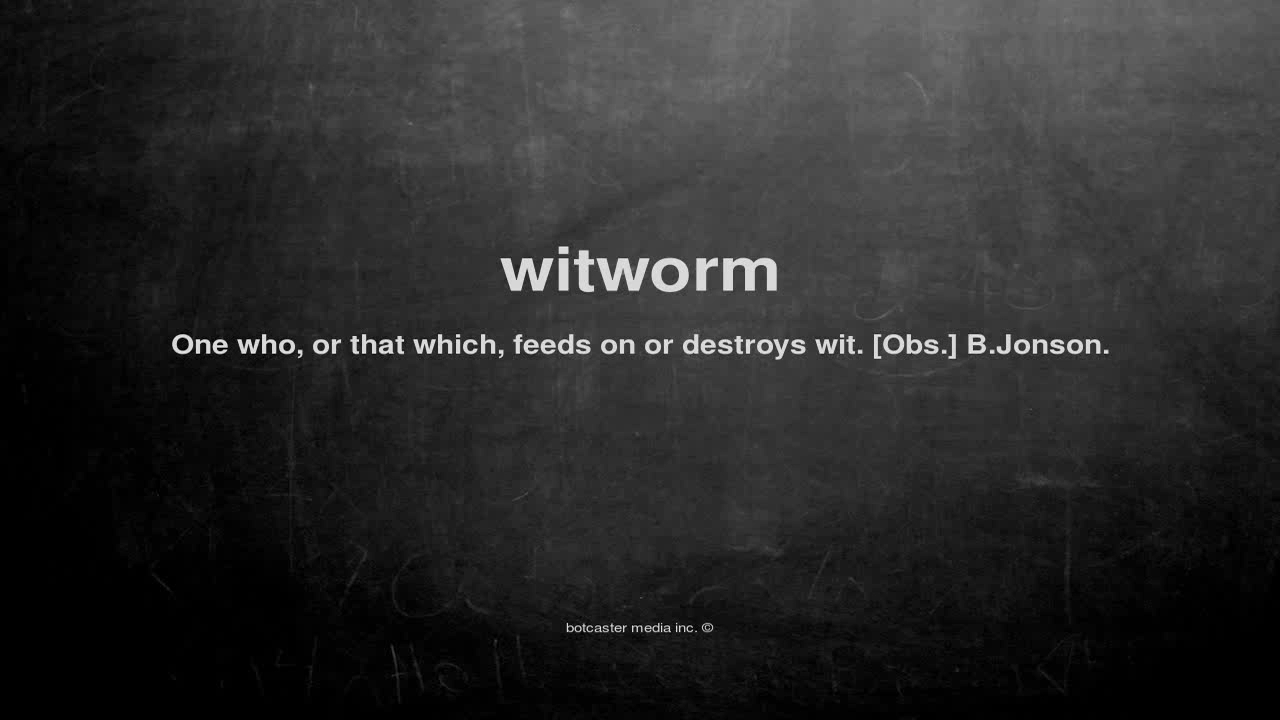 witworm
One who, or that which, feeds on or destroys wit. [Obs.] B.Jonson.
botcaster media inc. ©